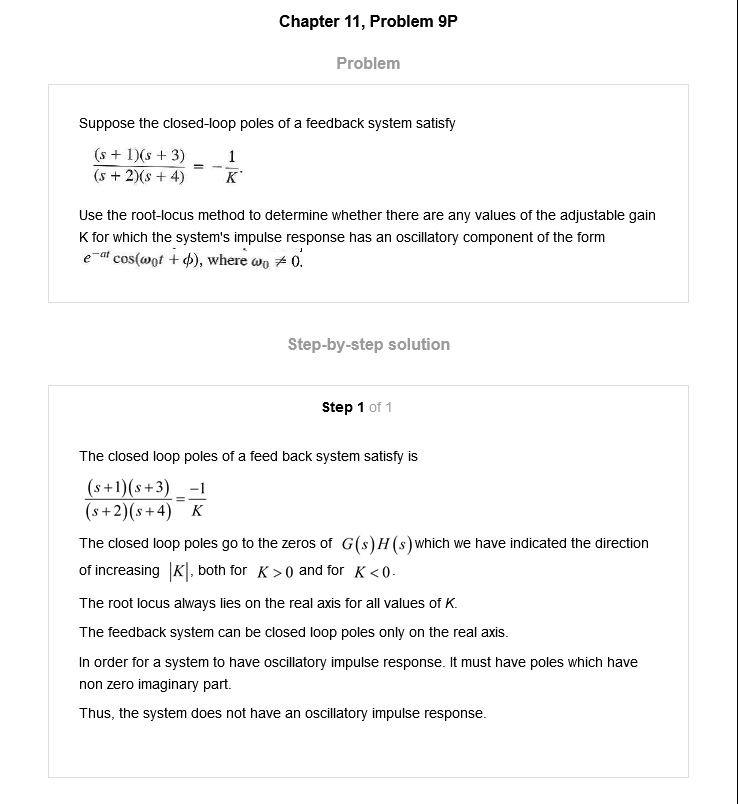 Chapter 11, Problem 9P
Problem
Suppose the closed-loop poles of a feedback system satisfy
(s + 1)(s + 3) / (s + 2)(s + 4) = - 1 / K.
Use the root-locus method to determine whether there are any values of the adjustable gain
K for which the system's impulse response has an oscillatory component of the form
e^{-at} cos(ω₀t + ϕ), where ω₀ ≠ 0.
Step-by-step solution
Step 1 of 1
The closed loop poles of a feed back system satisfy is
(s+1)(s+3) / (s+2)(s+4) = -1 / K
The closed loop poles go to the zeros of G(s)H(s) which we have indicated the direction
of increasing |K|, both for K > 0 and for K < 0.
The root locus always lies on the real axis for all values of K.
The feedback system can be closed loop poles only on the real axis.
In order for a system to have oscillatory impulse response. It must have poles which have
non zero imaginary part.
Thus, the system does not have an oscillatory impulse response.